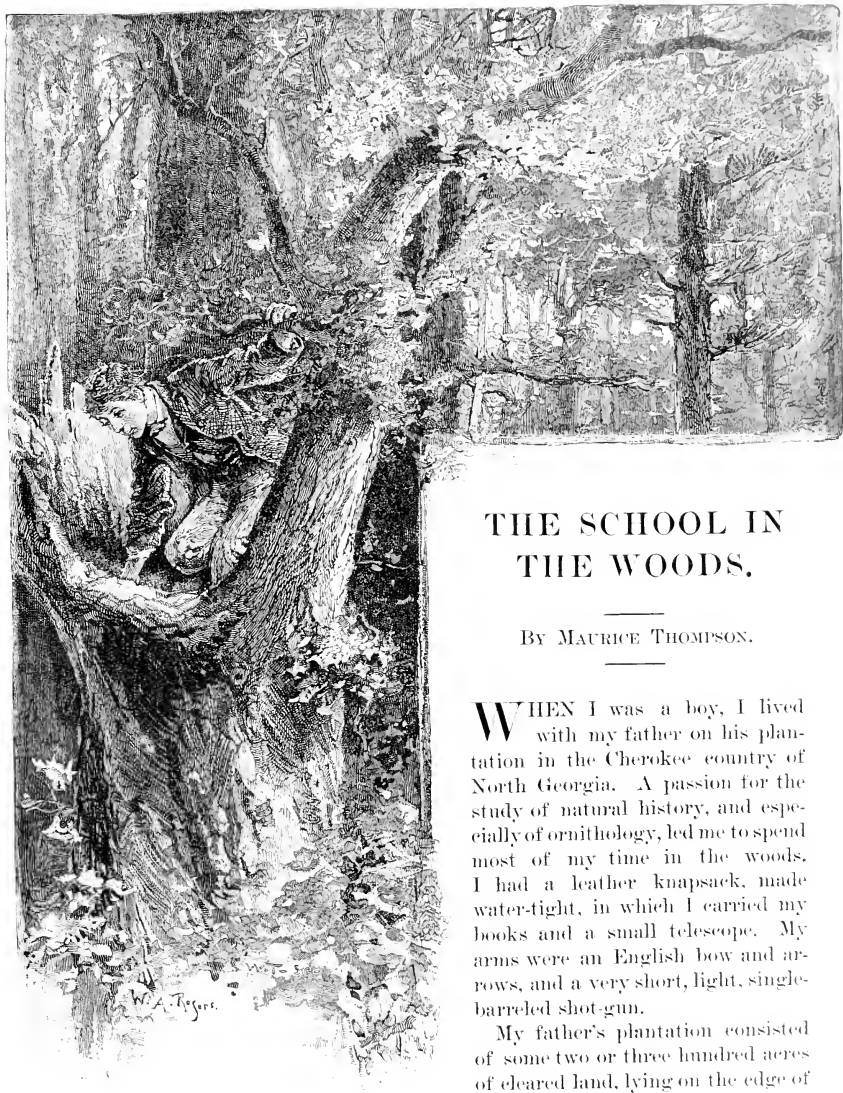 THE SCHOOL IN
THE WOODS.
BY MAURICE THOMPSON.
WHEN I was a boy, I lived
with my father on his plan-
tation in the Cherokee country of
North Georgia. A passion for the
study of natural history, and espe-
cially of ornithology, led me to spend
most of my time in the woods.
I had a leather knapsack, made
water-tight, in which I carried my
books and a small telescope. My
arms were an English bow and ar-
rows, and a very short, light, single-
barreled shot-gun.
My father's plantation consisted
of some two or three hundred acres
of cleared land, lying on the edge of
W. A. Rogers.